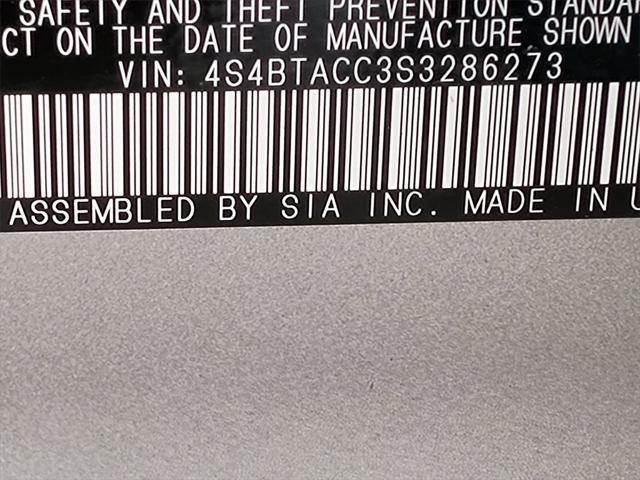 SAFETY AND THEFT PREVENTION STANDA
CT ON THE DATE OF MANUFACTURE SHOWN
VIN: 4S4BTACC3S3286273
ASSEMBLED BY SIA INC. MADE IN U